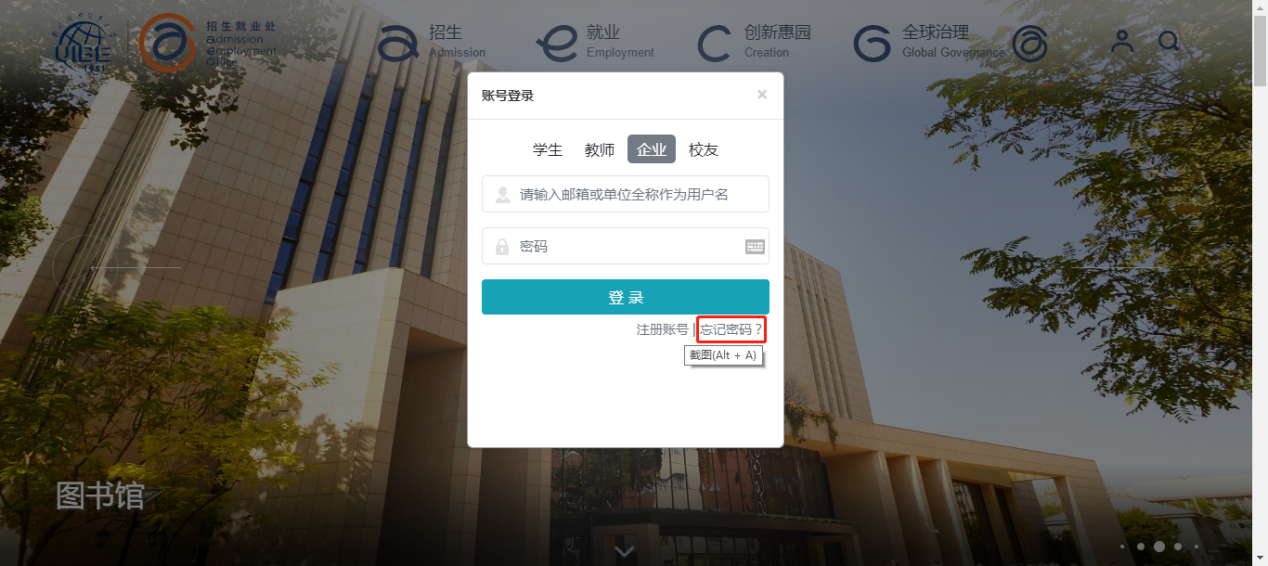 UIBE
1951
招生就业处
admission
employment
office
招生
Admission
就业
Employment
创新惠园
Creation
全球治理
Global Governance
账号登录
×
学生 教师 企业 校友
请输入邮箱或单位全称作为用户名
密码
登 录
注册账号 | 忘记密码？
截图(Alt + A)
图书馆